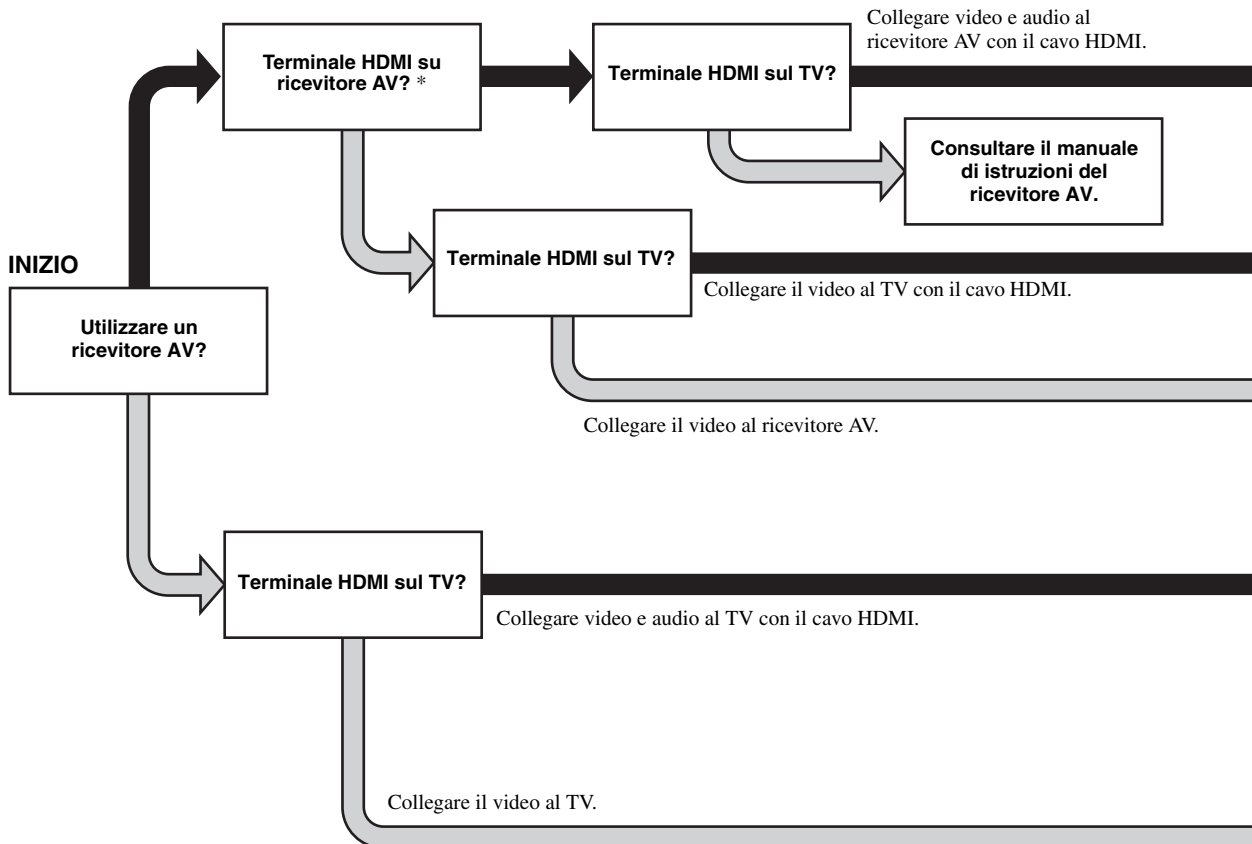 Collegare video e audio al
ricevitore AV con il cavo HDMI.
Terminale HDMI su
ricevitore AV? *
Terminale HDMI sul TV?
Consultare il manuale
di istruzioni del
ricevitore AV.
Terminale HDMI sul TV?
INIZIO
Collegare il video al TV con il cavo HDMI.
Utilizzare un
ricevitore AV?
Collegare il video al ricevitore AV.
Terminale HDMI sul TV?
Collegare video e audio al TV con il cavo HDMI.
Collegare il video al TV.